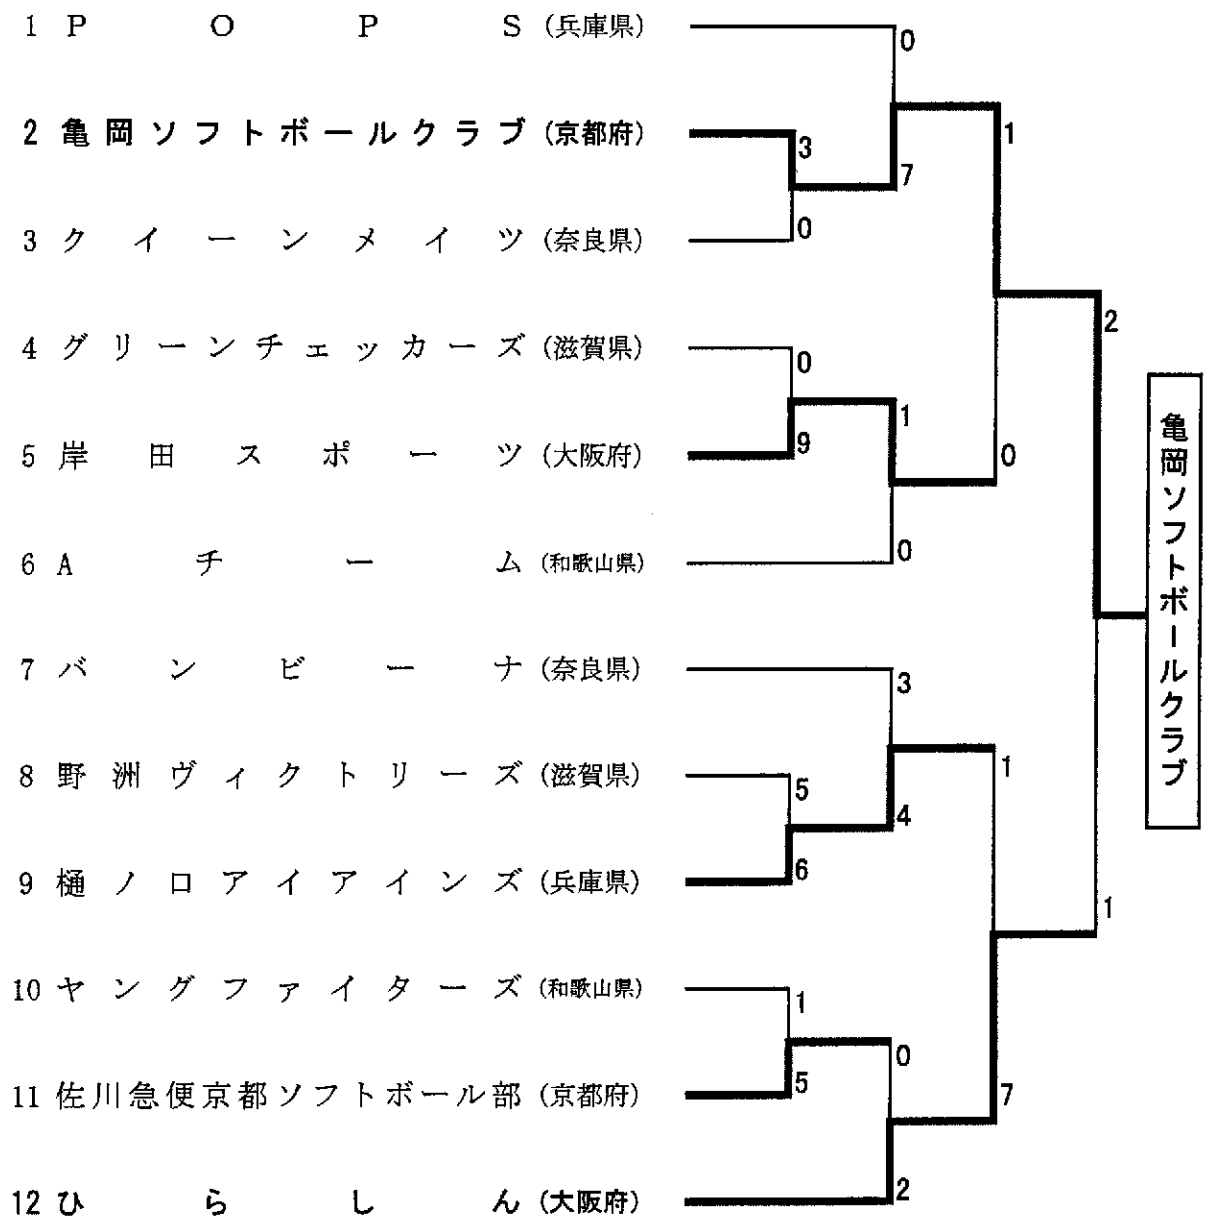 1 POPS (兵庫県)
0
1
2 亀岡ソフトボールクラブ (京都府)
3
7
3 クイーンメイツ (奈良県)
0
2
4 グリーンチェッカーズ (滋賀県)
0
1
5 岸田スポーツ (大阪府)
9
0
6 Aチーム (和歌山県)
0
亀岡ソフトボールクラブ
7 バンビーナ (奈良県)
3
1
8 野洲ヴィクトリーズ (滋賀県)
5
4
9 樋ノ口アイアインズ (兵庫県)
6
1
10 ヤングファイターズ (和歌山県)
1
0
11 佐川急便京都ソフトボール部 (京都府)
5
7
12 ひらしん (大阪府)
2